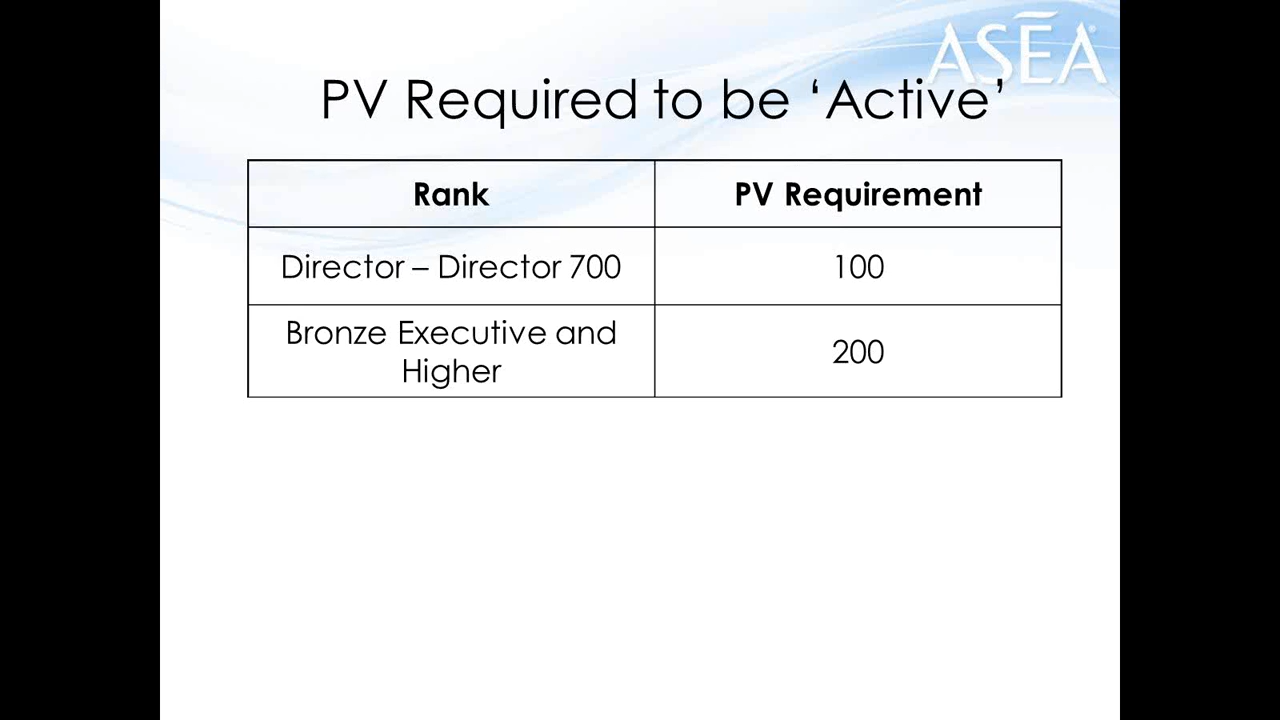 ASEA
PV Required to be ‘Active’
Rank
PV Requirement
Director – Director 700
100
Bronze Executive and
Higher
200